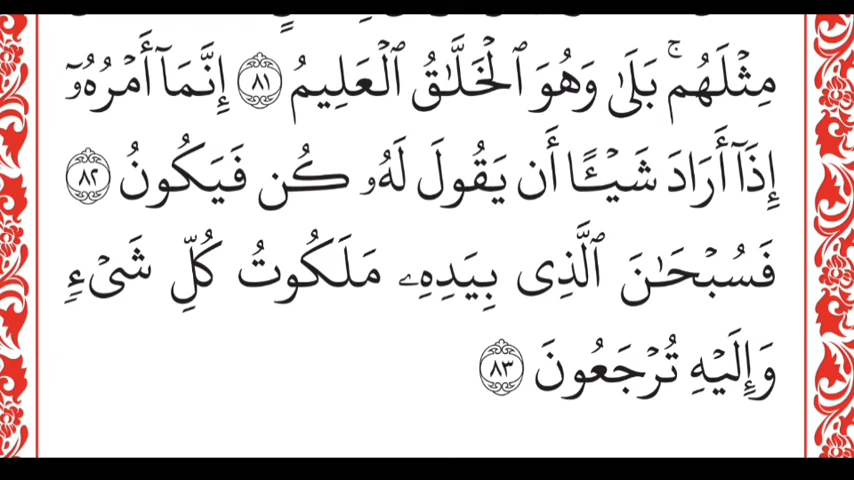 مِثْلَهُم ۚ بَلَىٰ وَهُوَ ٱلْخَلَّـٰقُ ٱلْعَلِيمُ ٨١ إِنَّمَآ أَمْرُهُۥٓ
إِذَآ أَرَادَ شَيْـًٔا أَن يَقُولَ لَهُۥ كُن فَيَكُونُ ٨٢
فَسُبْحَـٰنَ ٱلَّذِى بِيَدِهِۦ مَلَكُوتُ كُلِّ شَىْءٍ
وَإِلَيْهِ تُرْجَعُونَ ٨٣